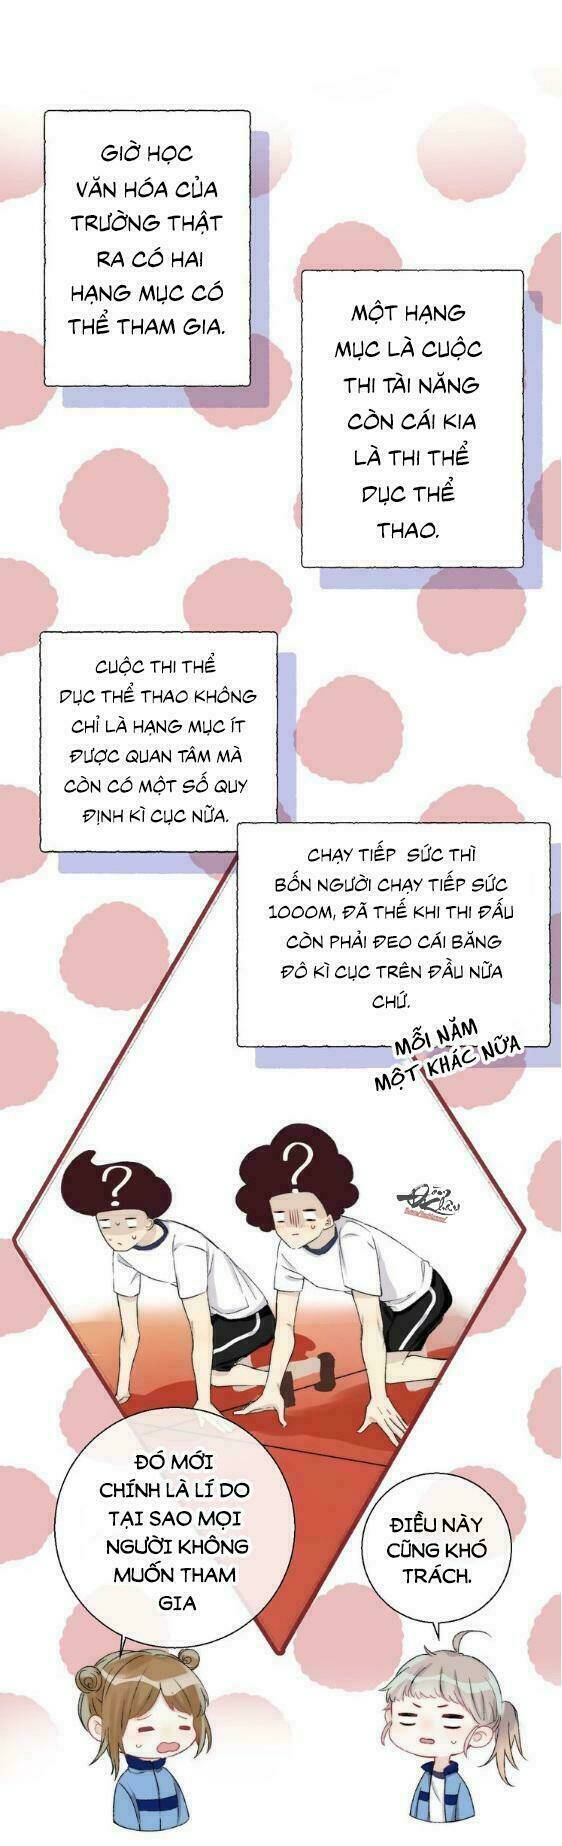 GIỜ HỌC
VĂN HÓA CỦA
TRƯỜNG THẬT
RA CÓ HAI
HẠNG MỤC CÓ
THỂ THAM GIA.
MỘT HẠNG
MỤC LÀ CUỘC
THI TÀI NĂNG
CÒN CÁI KIA
LÀ THI THỂ
DỤC THỂ
THAO.
CUỘC THI THỂ
DỤC THỂ THAO KHÔNG
CHỈ LÀ HẠNG MỤC ÍT
ĐƯỢC QUAN TÂM MÀ
CÒN CÓ MỘT SỐ QUY
ĐỊNH KÌ CỤC NỮA.
CHẠY TIẾP SỨC THÌ
BỐN NGƯỜI CHẠY TIẾP SỨC
1000M, ĐÃ THẾ KHI THI ĐẤU
CÒN PHẢI ĐEO CÁI BĂNG
ĐÔ KÌ CỤC TRÊN ĐẦU NỮA
CHỨ.
MỖI NĂM
MỘT KHÁC NỮA
? ?
ĐÓ MỚI
CHÍNH LÀ LÍ DO
TẠI SAO MỌI
NGƯỜI KHÔNG
MUỐN THAM
GIA
ĐIỀU NÀY
CŨNG KHÓ
TRÁCH.